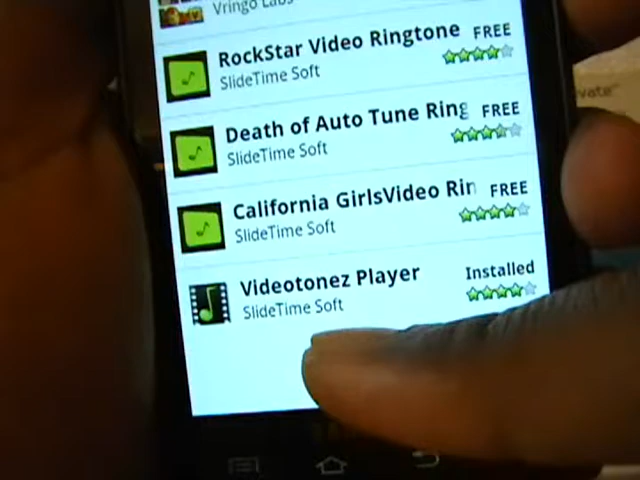 Vringo Labs
RockStar Video Ringtone FREE
SlideTime Soft
Death of Auto Tune Ring FREE
SlideTime Soft
California GirlsVideo Rin FREE
SlideTime Soft
Videotonez Player Installed
SlideTime Soft